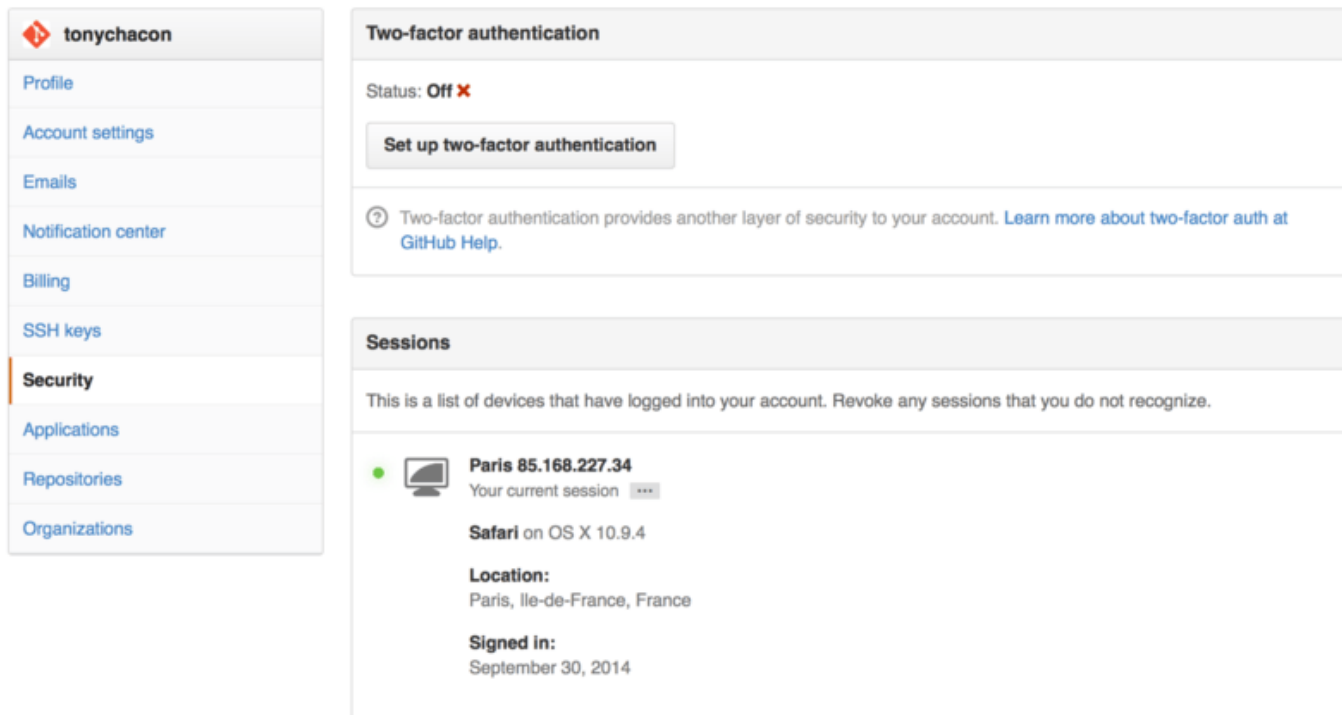 tonychacon
Profile
Account settings
Emails
Notification center
Billing
SSH keys
Security
Applications
Repositories
Organizations
Two-factor authentication
Status: Off
Set up two-factor authentication
Two-factor authentication provides another layer of security to your account. Learn more about two-factor auth at
GitHub Help.
Sessions
This is a list of devices that have logged into your account. Revoke any sessions that you do not recognize.
Paris 85.168.227.34
Your current session ...
Safari on OS X 10.9.4
Location:
Paris, Ile-de-France, France
Signed in:
September 30, 2014